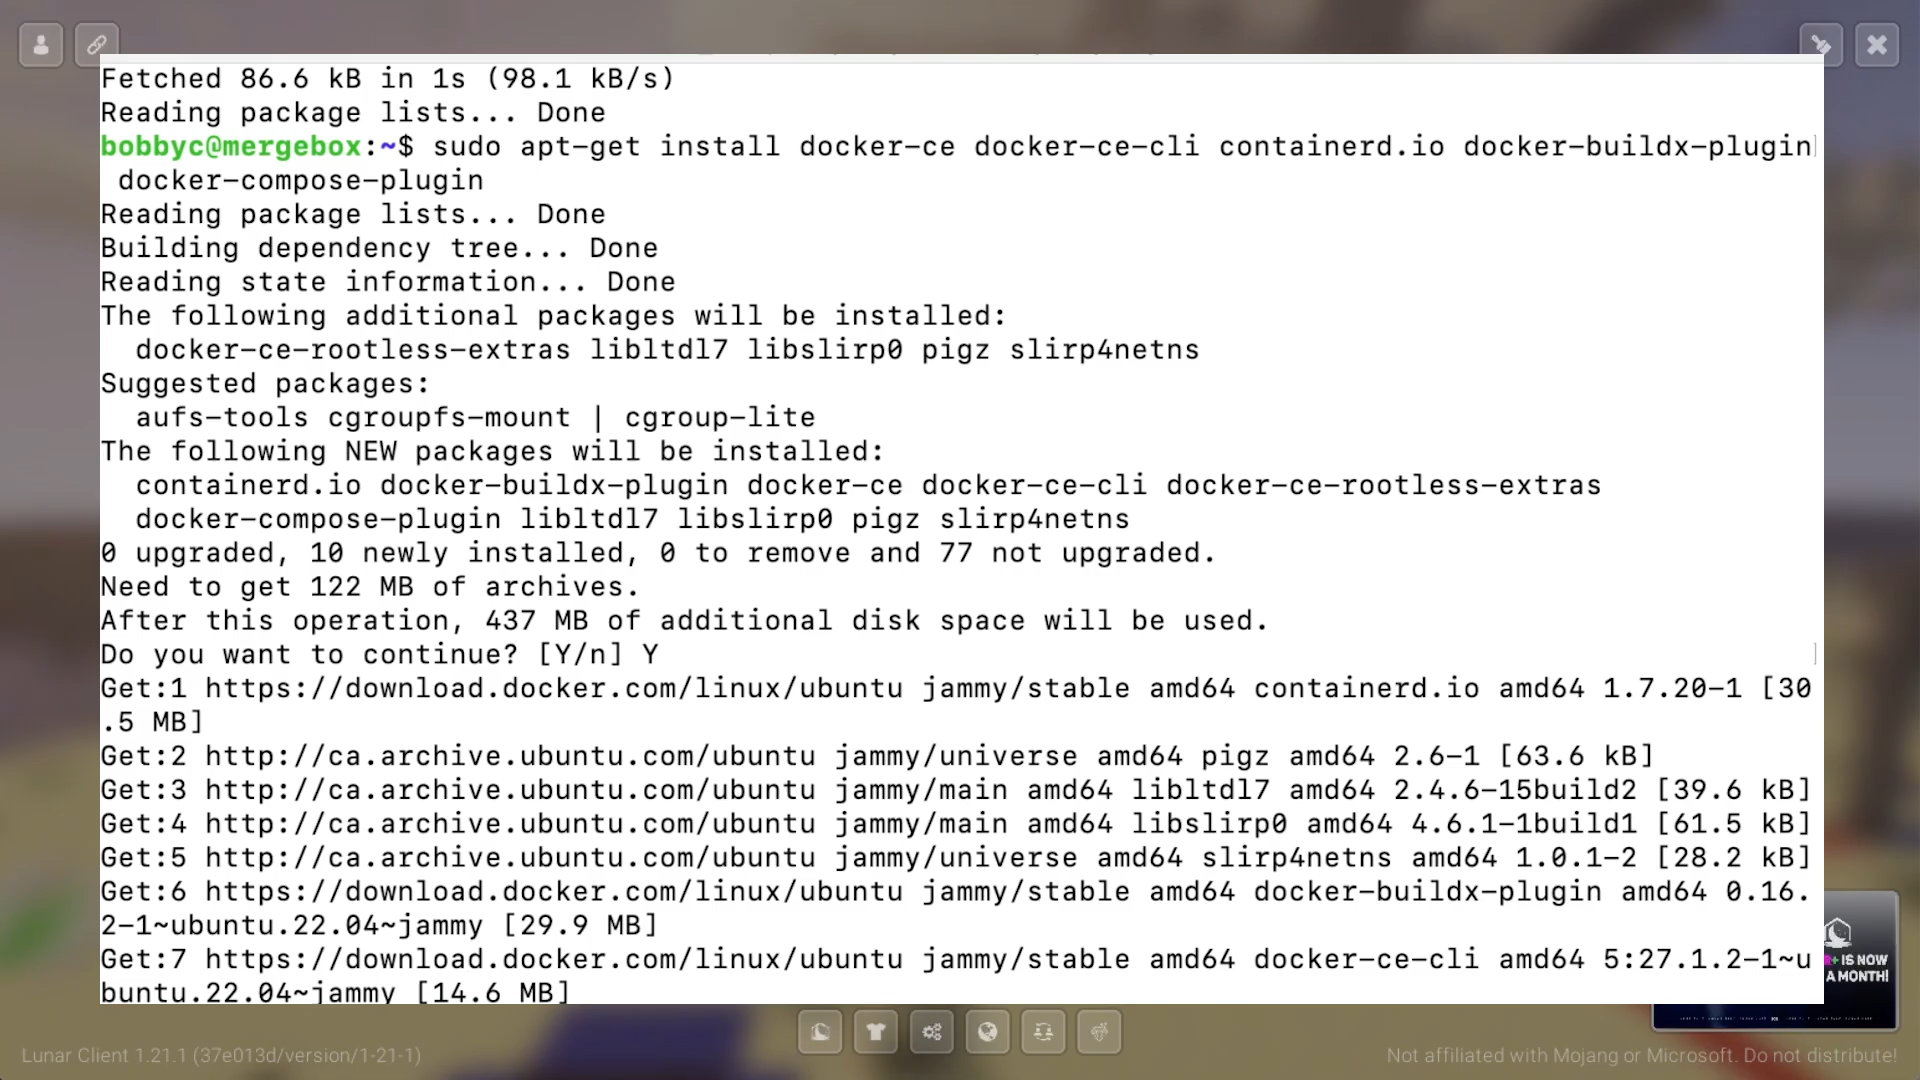 Fetched 86.6 kB in 1s (98.1 kB/s)
Reading package lists... Done
bobbyc@mergebox:~$ sudo apt-get install docker-ce docker-ce-cli containerd.io docker-buildx-plugin
docker-compose-plugin
Reading package lists... Done
Building dependency tree... Done
Reading state information... Done
The following additional packages will be installed:
docker-ce-rootless-extras libltdl7 libslirp0 pigz slirp4netns
Suggested packages:
aufs-tools cgroupfs-mount | cgroup-lite
The following NEW packages will be installed:
containerd.io docker-buildx-plugin docker-ce docker-ce-cli docker-ce-rootless-extras
docker-compose-plugin libltdl7 libslirp0 pigz slirp4netns
0 upgraded, 10 newly installed, 0 to remove and 77 not upgraded.
Need to get 122 MB of archives.
After this operation, 437 MB of additional disk space will be used.
Do you want to continue? [Y/n] Y
Get:1 https://download.docker.com/linux/ubuntu jammy/stable amd64 containerd.io amd64 1.7.20-1 [30
.5 MB]
Get:2 http://ca.archive.ubuntu.com/ubuntu jammy/universe amd64 pigz amd64 2.6-1 [63.6 kB]
Get:3 http://ca.archive.ubuntu.com/ubuntu jammy/main amd64 libltdl7 amd64 2.4.6-15build2 [39.6 kB]
Get:4 http://ca.archive.ubuntu.com/ubuntu jammy/main amd64 libslirp0 amd64 4.6.1-1build1 [61.5 kB]
Get:5 http://ca.archive.ubuntu.com/ubuntu jammy/universe amd64 slirp4netns amd64 1.0.1-2 [28.2 kB]
Get:6 https://download.docker.com/linux/ubuntu jammy/stable amd64 docker-buildx-plugin amd64 0.16.
2-1~ubuntu.22.04~jammy [29.9 MB]
Get:7 https://download.docker.com/linux/ubuntu jammy/stable amd64 docker-ce-cli amd64 5:27.1.2-1~u
buntu.22.04~jammy [14.6 MB]
+ IS NOW
A MONTH!
Lunar Client 1.21.1 (37e013d/version/1-21-1)
Not affiliated with Mojang or Microsoft. Do not distribute!